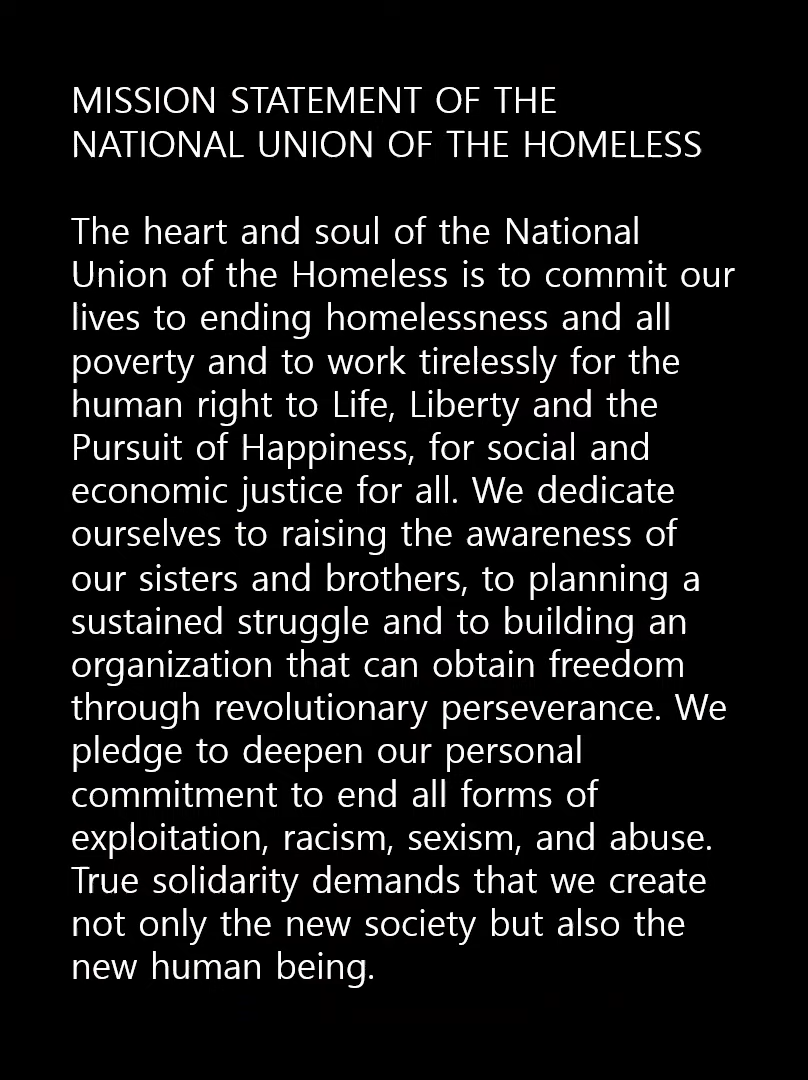 MISSION STATEMENT OF THE
NATIONAL UNION OF THE HOMELESS
The heart and soul of the National
Union of the Homeless is to commit our
lives to ending homelessness and all
poverty and to work tirelessly for the
human right to Life, Liberty and the
Pursuit of Happiness, for social and
economic justice for all. We dedicate
ourselves to raising the awareness of
our sisters and brothers, to planning a
sustained struggle and to building an
organization that can obtain freedom
through revolutionary perseverance. We
pledge to deepen our personal
commitment to end all forms of
exploitation, racism, sexism, and abuse.
True solidarity demands that we create
not only the new society but also the
new human being.